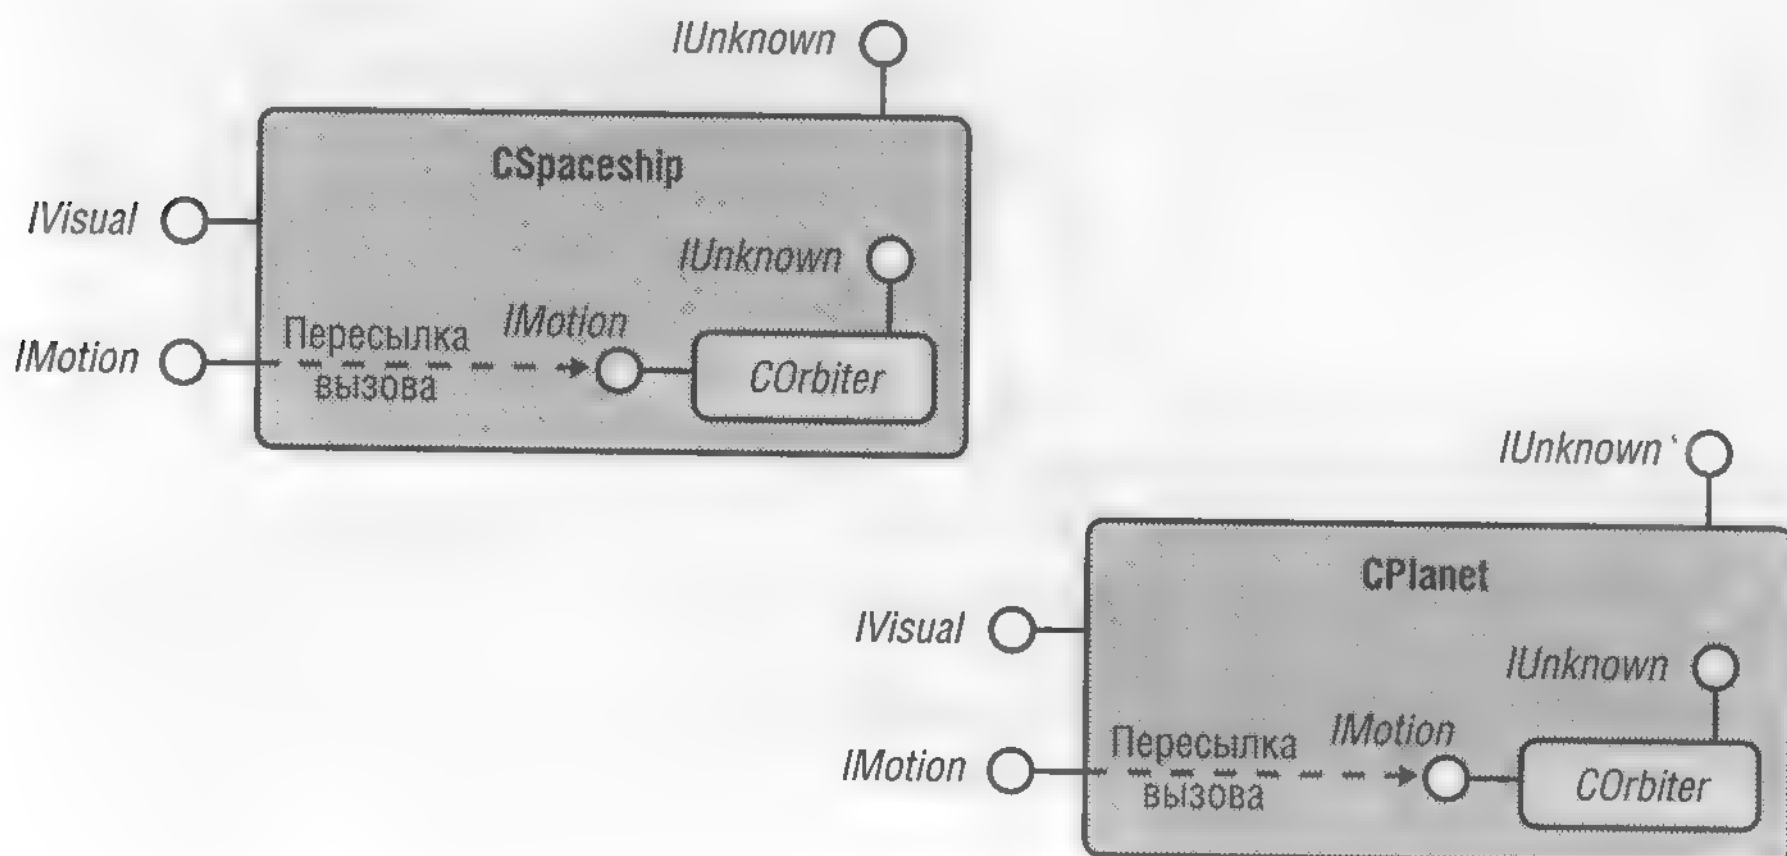 IUnknown
CSpaceship
IVisual
IUnknown
IMotion
Пересылка
вызова
IMotion
COrbiter
IUnknown
CPlanet
IVisual
IUnknown
IMotion
Пересылка
вызова
IMotion
COrbiter